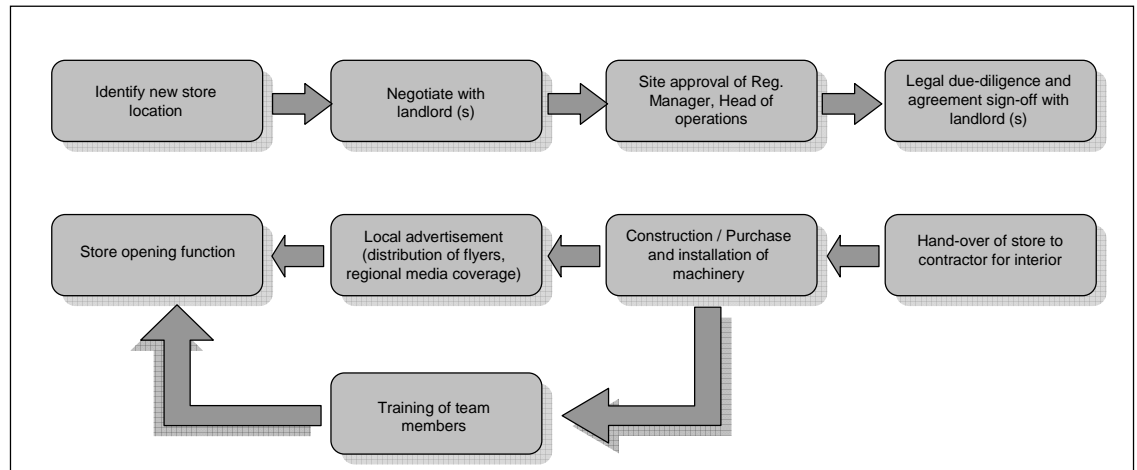 Identify new store
location
Negotiate with
landlord (s)
Site approval of Reg.
Manager, Head of
operations
Legal due-diligence and
agreement sign-off with
landlord (s)
Store opening function
Local advertisement
(distribution of flyers,
regional media coverage)
Construction / Purchase
and installation of
machinery
Hand-over of store to
contractor for interior
Training of team
members